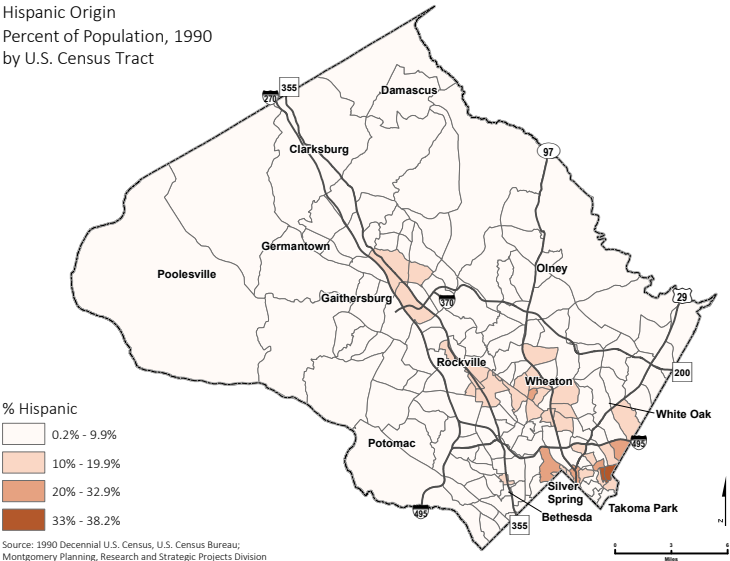 Hispanic Origin
Percent of Population, 1990
by U.S. Census Tract
355
270
Damascus
Clarksburg
97
Germantown
Olney
Poolesville
Gaithersburg
370
29
Rockville
200
Wheaton
White Oak
% Hispanic
0.2% - 9.9%
10% - 19.9%
20% - 32.9%
33% - 38.2%
Potomac
495
Silver
Spring
Takoma Park
Bethesda
495
355
N
0 3 6
Miles
Source: 1990 Decennial U.S. Census, U.S. Census Bureau;
Montgomery Planning, Research and Strategic Projects Division